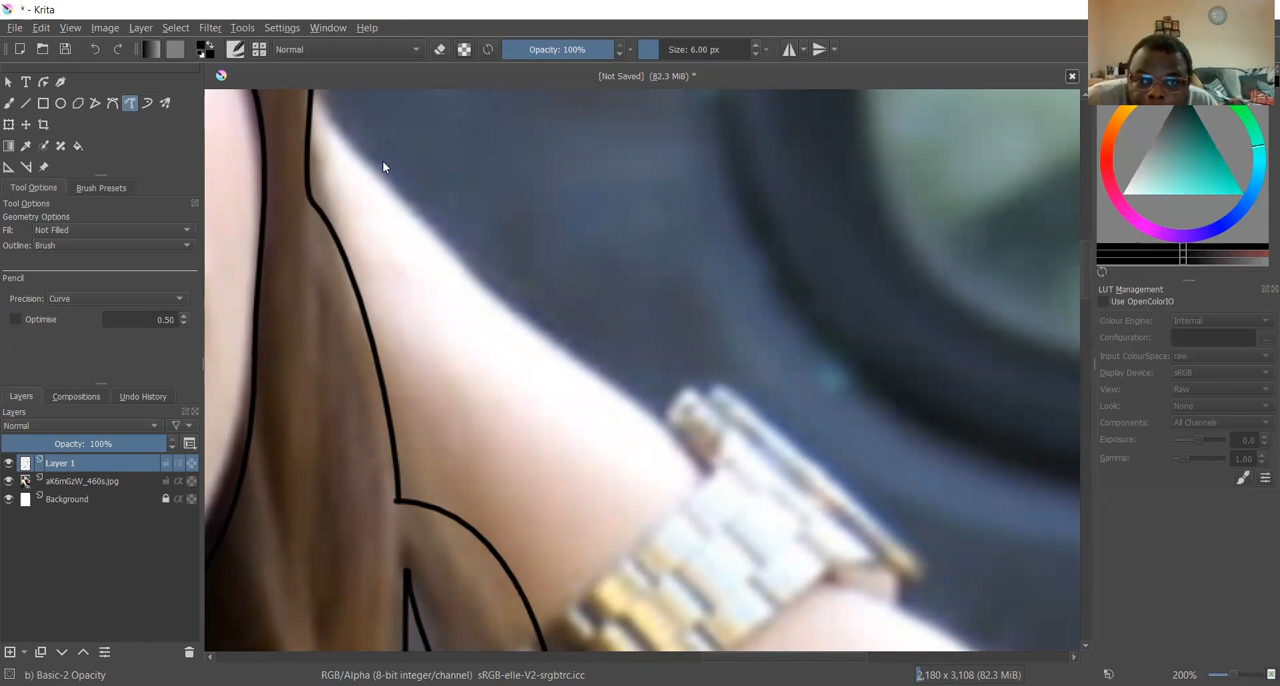 * - Krita
File Edit View Image Layer Select Filter Tools Settings Window Help
Normal Opacity: 100% Size: 6.00 px
[Not Saved] (82.3 MiB) *
Tool Options Brush Presets
Tool Options
Geometry Options
Fill: Not Filled
Outline: Brush
Pencil
Precision: Curve
Optimise 0.50
Layers Compositions Undo History
Layers
Normal
Opacity: 100%
Layer 1
aK6mGzW_460s.jpg
Background
LUT Management
Use OpenColorIO
Colour Engine: Internal
Configuration: ...
Input ColourSpace: raw
Display Device: sRGB
View: Raw
Look: None
Components: All Channels
Exposure: 0.0
Gamma: 1.00
b) Basic-2 Opacity RGB/Alpha (8-bit integer/channel) sRGB-elle-V2-srgbtrc.icc 2,180 x 3,108 (82.3 MiB) 200%